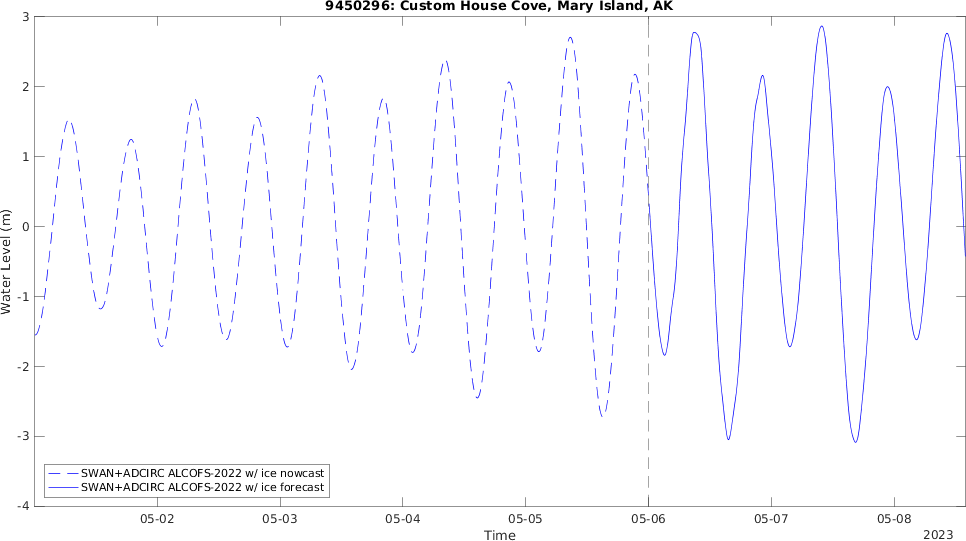 9450296: Custom House Cove, Mary Island, AK
3
2
1
0
-1
-2
-3
-4
Water Level (m)
SWAN+ADCIRC ALCOFS-2022 w/ ice nowcast
SWAN+ADCIRC ALCOFS-2022 w/ ice forecast
05-02 05-03 05-04 05-05 05-06 05-07 05-08
Time
2023